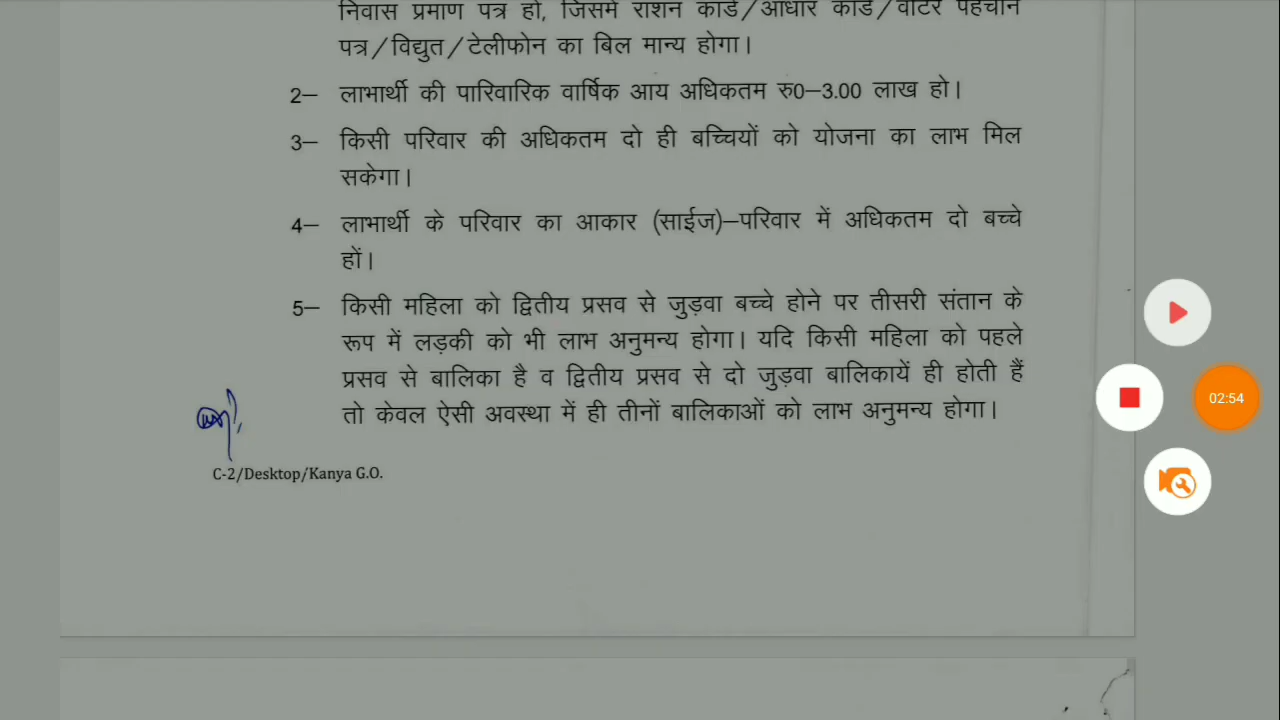 निवास प्रमाण पत्र हो, जिसमें राशन कार्ड/आधार कार्ड/वोटर पहचान
पत्र/विद्युत/टेलीफोन का बिल मान्य होगा।
2— लाभार्थी की पारिवारिक वार्षिक आय अधिकतम रु0—3.00 लाख हो।
3— किसी परिवार की अधिकतम दो ही बच्चियों को योजना का लाभ मिल
सकेगा।
4— लाभार्थी के परिवार का आकार (साईज)—परिवार में अधिकतम दो बच्चे
हों।
5— किसी महिला को द्वितीय प्रसव से जुड़वा बच्चे होने पर तीसरी संतान के
रूप में लड़की को भी लाभ अनुमन्य होगा। यदि किसी महिला को पहले
प्रसव से बालिका है व द्वितीय प्रसव से दो जुड़वा बालिकायें ही होती हैं
तो केवल ऐसी अवस्था में ही तीनों बालिकाओं को लाभ अनुमन्य होगा।
C-2/Desktop/Kanya G.O.
02:54